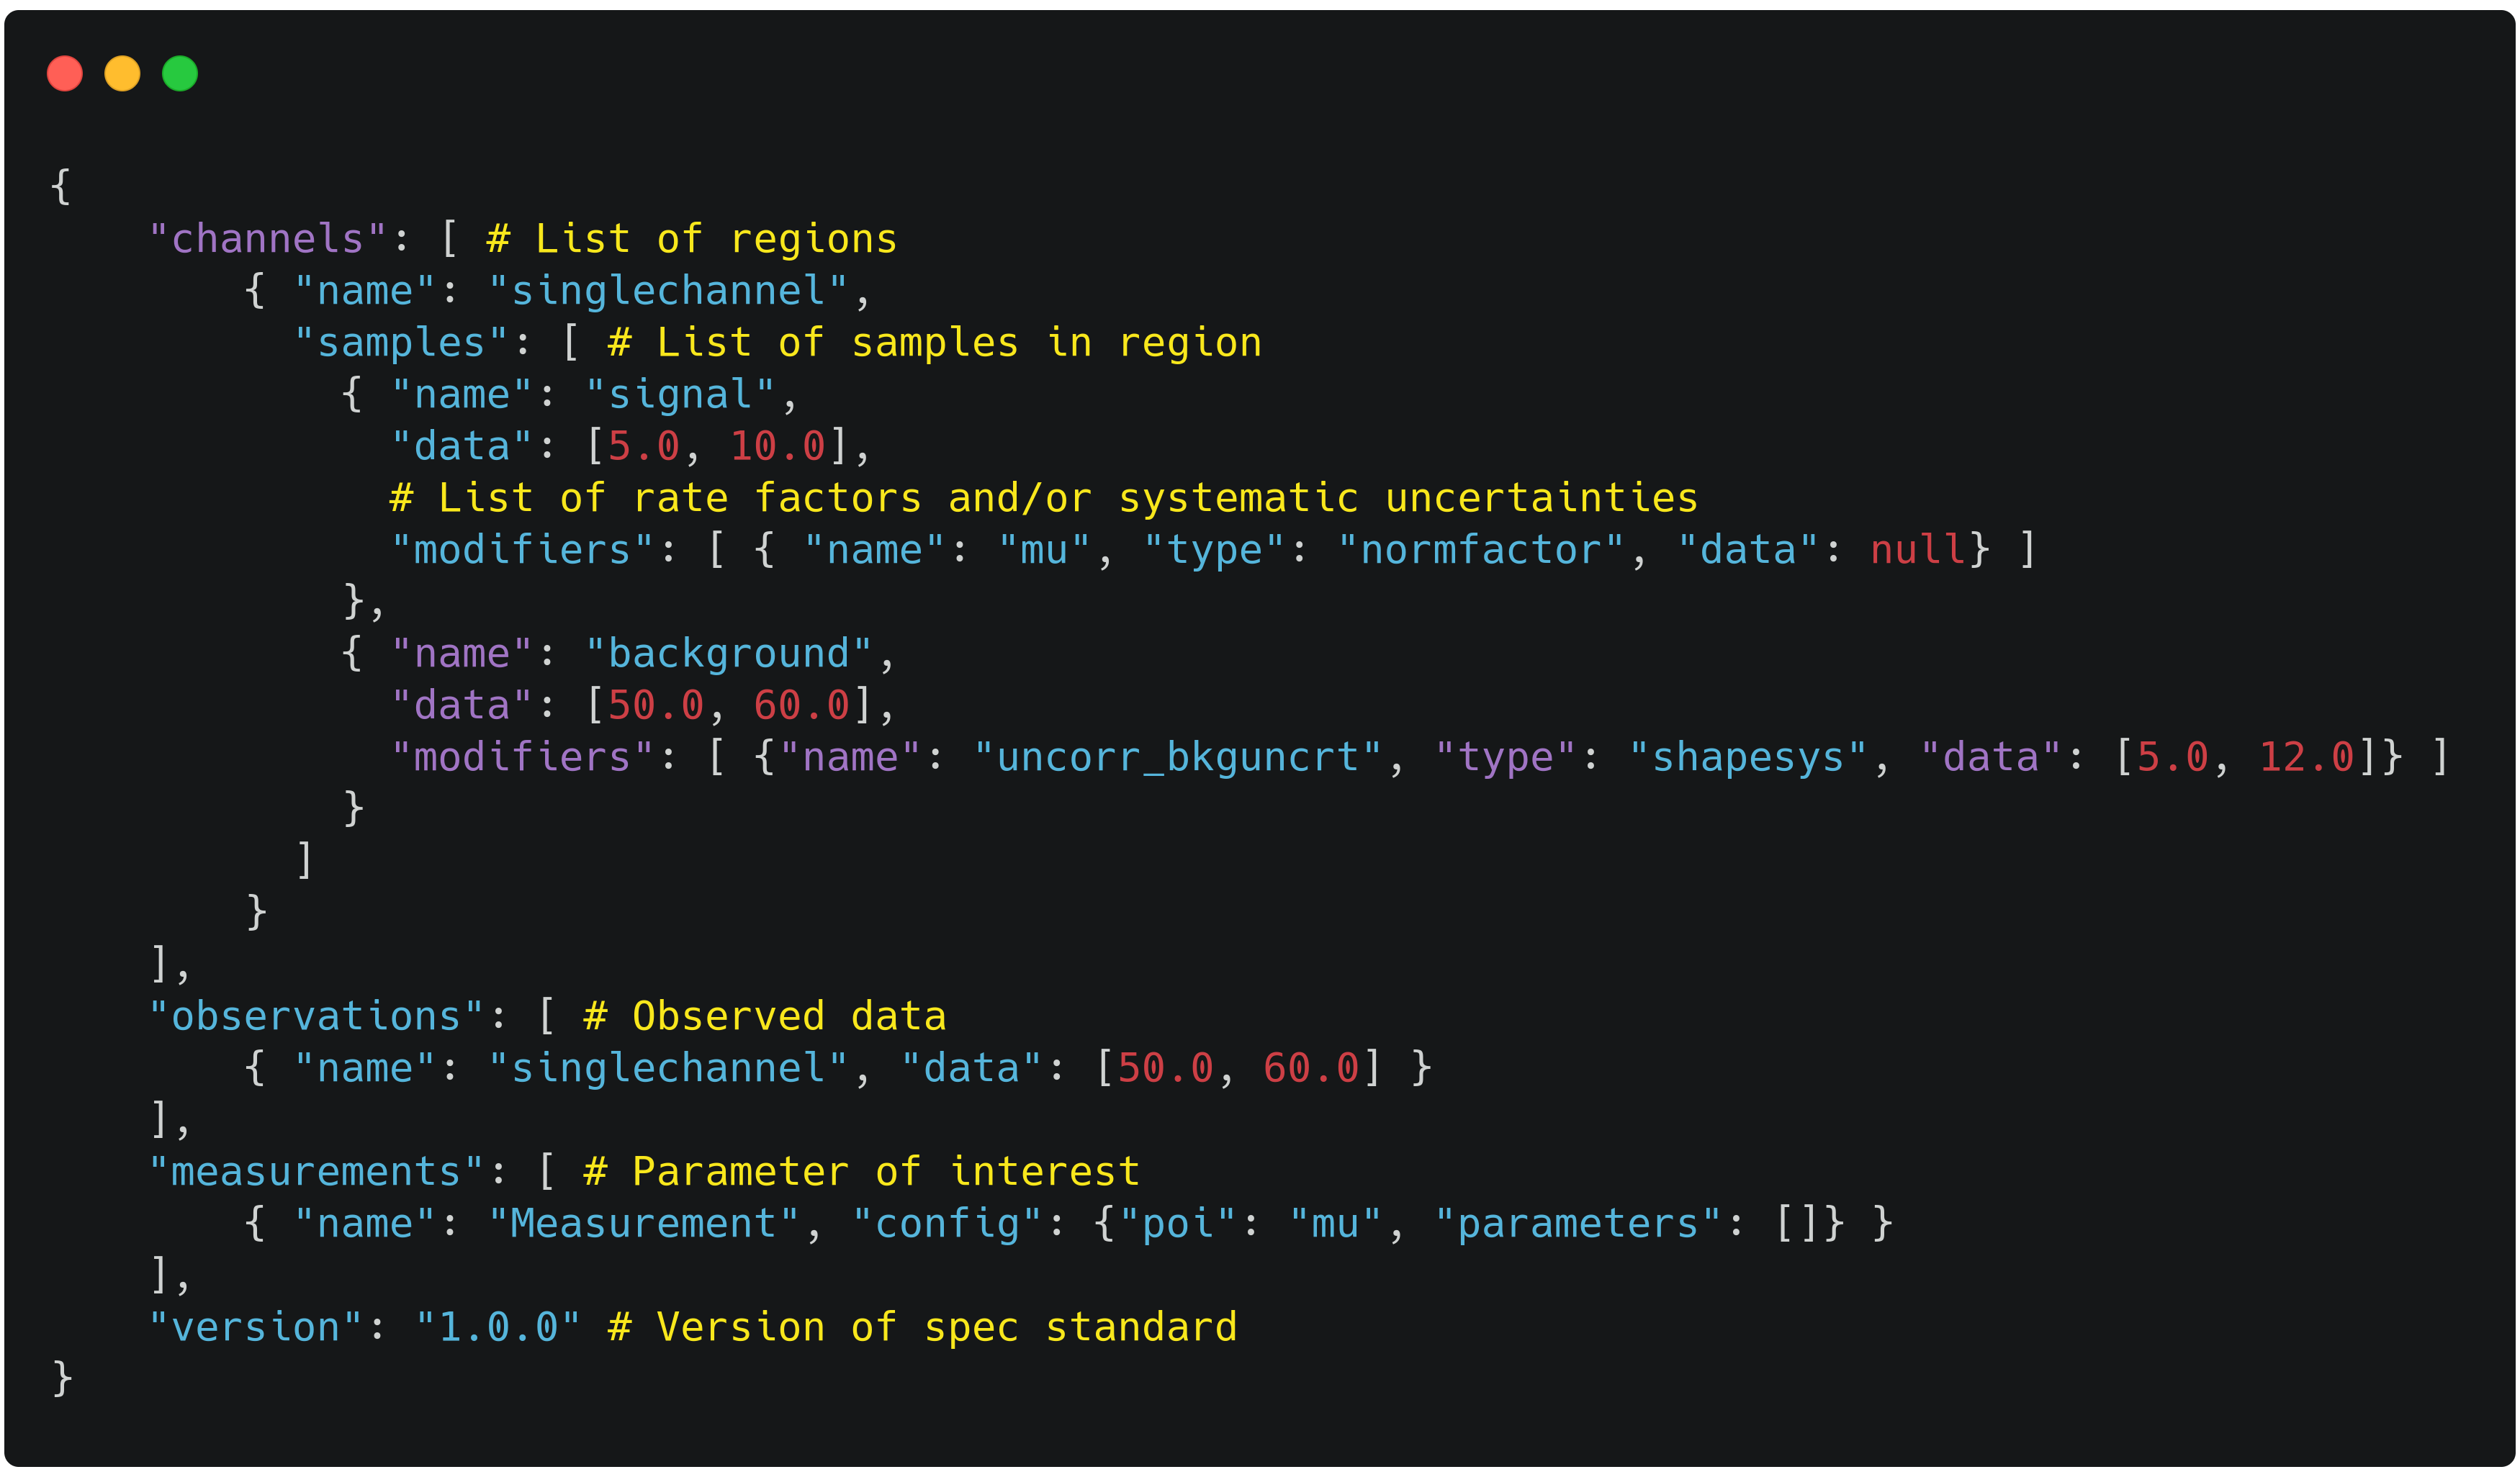 {
    "channels": [ # List of regions
        { "name": "singlechannel",
          "samples": [ # List of samples in region
            { "name": "signal",
              "data": [5.0, 10.0],
              # List of rate factors and/or systematic uncertainties
              "modifiers": [ { "name": "mu", "type": "normfactor", "data": null} ]
            },
            { "name": "background",
              "data": [50.0, 60.0],
              "modifiers": [ {"name": "uncorr_bkguncrt", "type": "shapesys", "data": [5.0, 12.0]} ]
            }
          ]
        }
    ],
    "observations": [ # Observed data
        { "name": "singlechannel", "data": [50.0, 60.0] }
    ],
    "measurements": [ # Parameter of interest
        { "name": "Measurement", "config": {"poi": "mu", "parameters": []} }
    ],
    "version": "1.0.0" # Version of spec standard
}